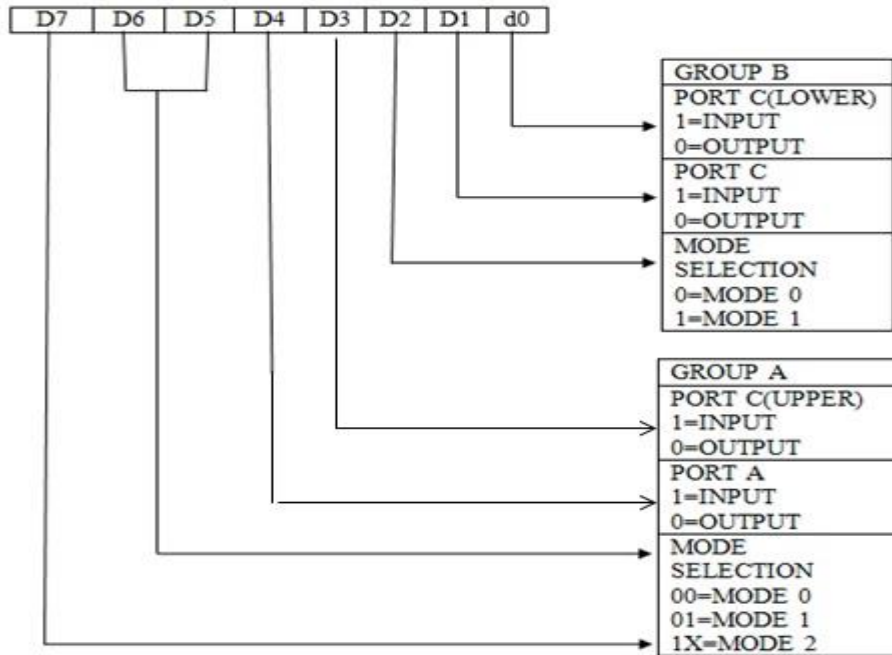 D7 D6 D5 D4 D3 D2 D1 d0
GROUP B
PORT C(LOWER)
1=INPUT
0=OUTPUT
PORT C
1=INPUT
0=OUTPUT
MODE
SELECTION
0=MODE 0
1=MODE 1
GROUP A
PORT C(UPPER)
1=INPUT
0=OUTPUT
PORT A
1=INPUT
0=OUTPUT
MODE
SELECTION
00=MODE 0
01=MODE 1
1X=MODE 2